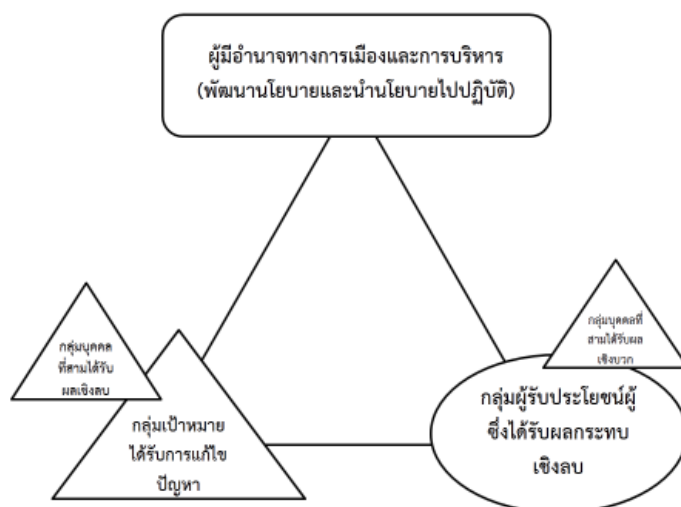 ผู้มีอำนาจทางการเมืองและการบริหาร
(พัฒนานโยบายและนำนโยบายไปปฏิบัติ)
กลุ่มบุคคล
ที่สามได้รับ
ผลเชิงลบ
กลุ่มเป้าหมาย
ได้รับการแก้ไข
ปัญหา
กลุ่มบุคคลที่
สามได้รับผล
เชิงบวก
กลุ่มผู้รับประโยชน์ผู้
ซึ่งได้รับผลกระทบ
เชิงลบ